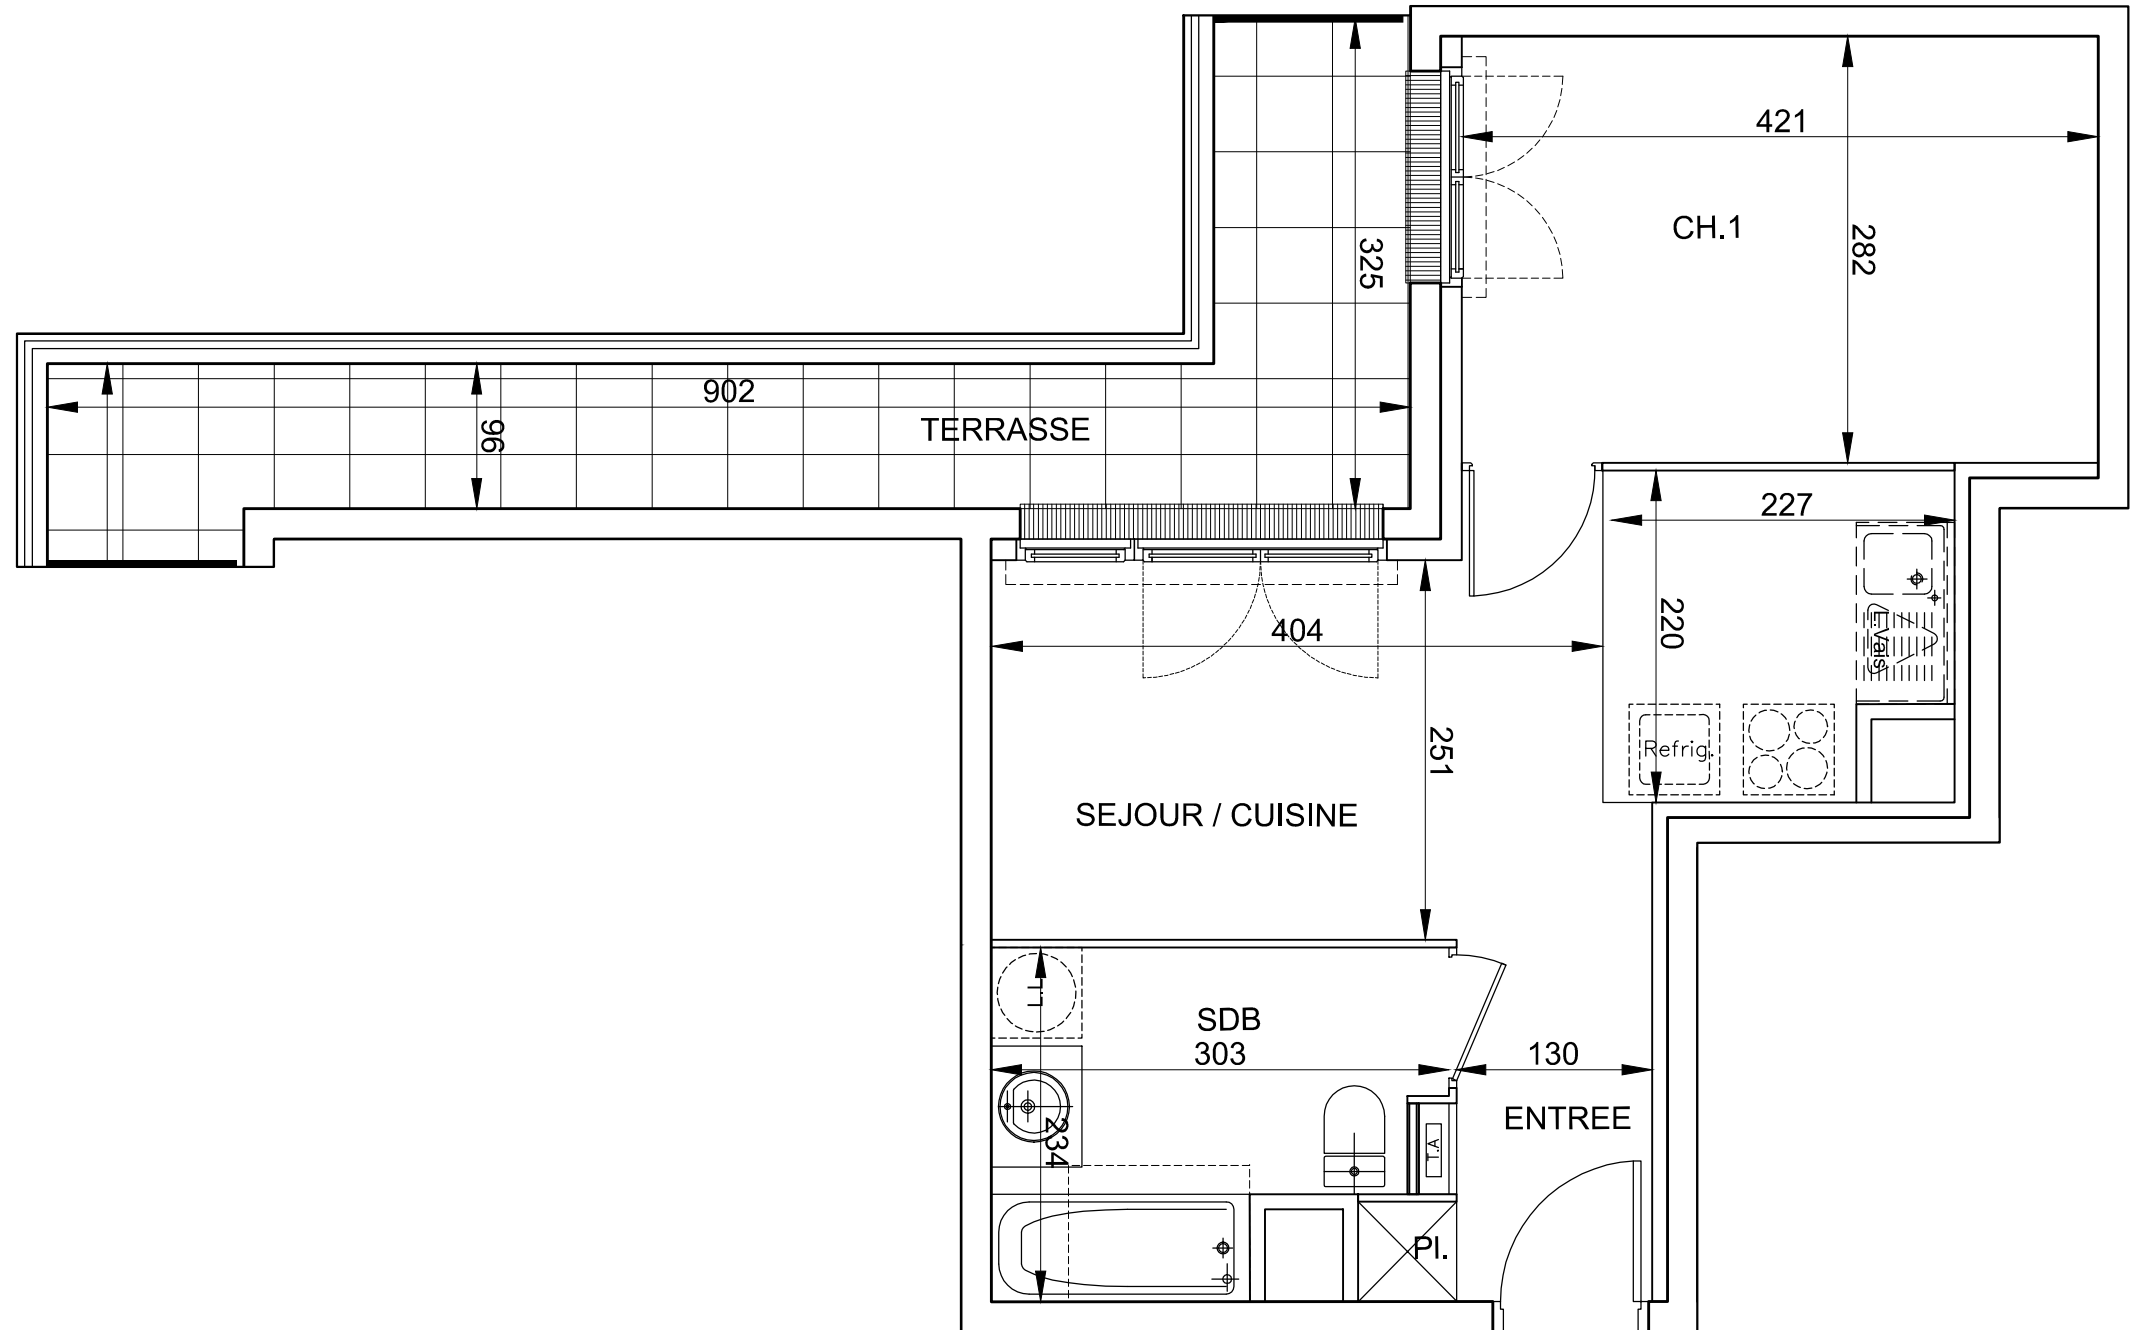 421
CH.1
282
325
902
96
TERRASSE
227
220
L.Vais
404
251
Refrig.
SEJOUR / CUISINE
L.L
SDB
303
130
234
ENTREE
T.A
Pl.